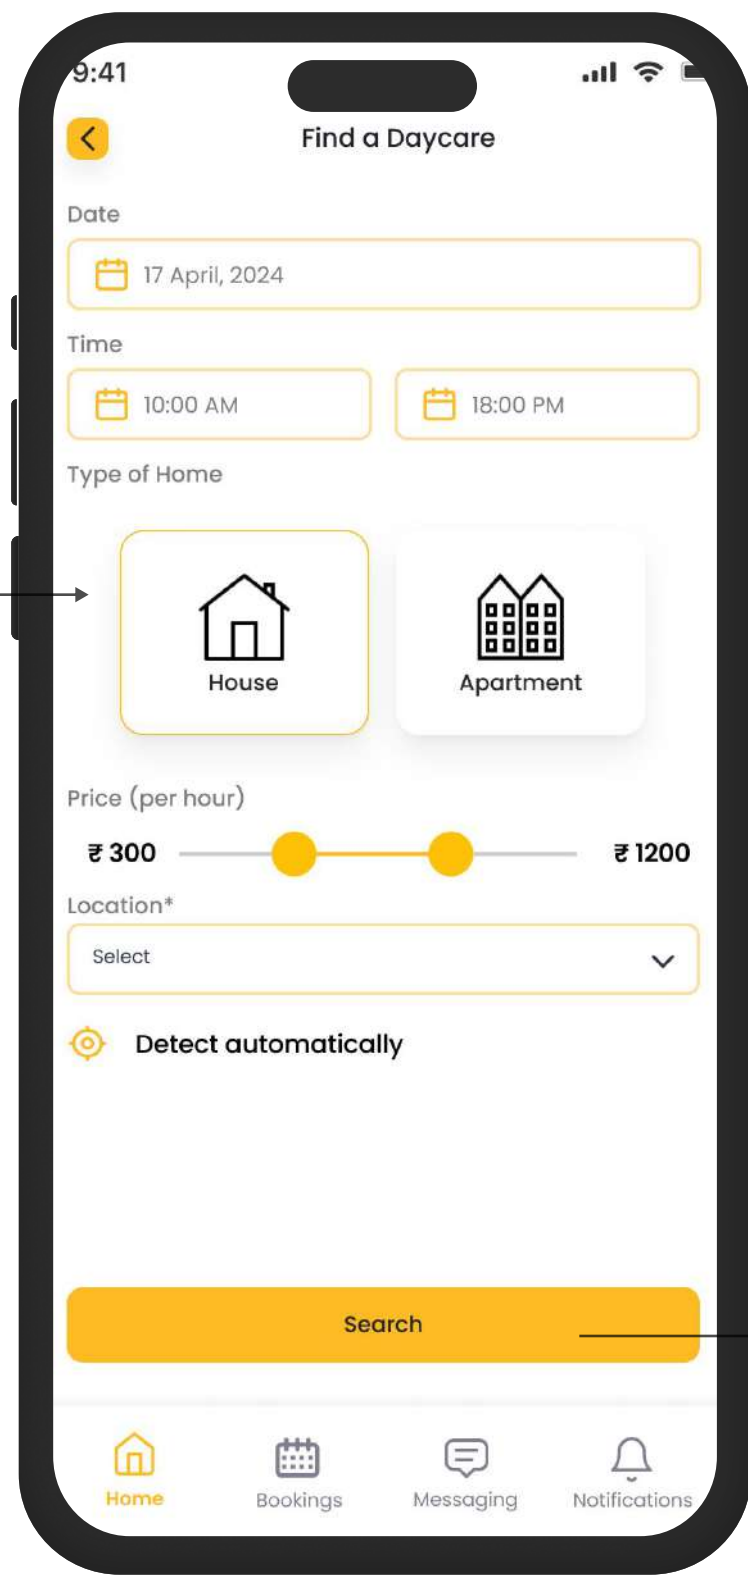 9:41
Find a Daycare
Date
17 April, 2024
Time
10:00 AM 18:00 PM
Type of Home
House Apartment
Price (per hour)
₹ 300 ₹ 1200
Location*
Select
Detect automatically
Search
Home Bookings Messaging Notifications